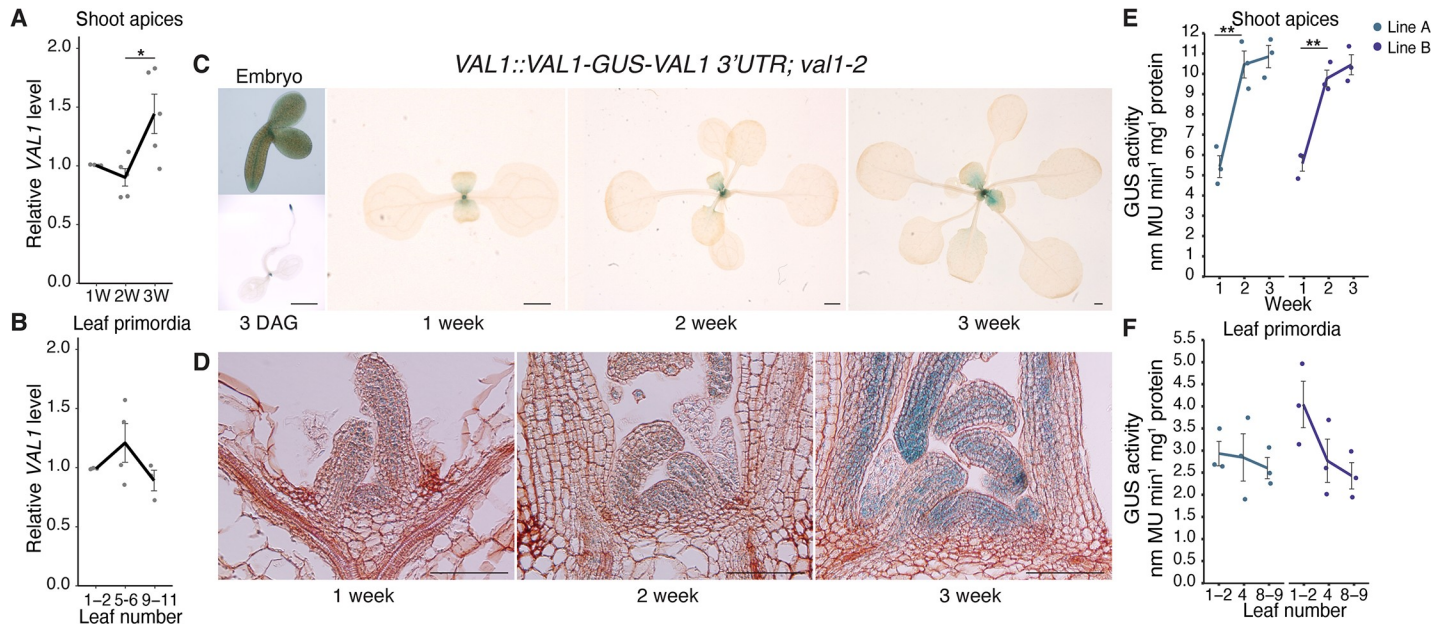 A
Shoot apices
Relative VAL1 level
2.0
1.5
1.0
0.5
0.0
*
1W 2W 3W
B
Leaf primordia
Relative VAL1 level
2.0
1.5
1.0
0.5
0.0
1–2 5-6 9–11
Leaf number
C
VAL1::VAL1-GUS-VAL1 3'UTR; val1-2
Embryo
3 DAG
1 week
2 week
3 week
D
1 week
2 week
3 week
E
Shoot apices
Line A
Line B
GUS activity
nm MU min¹ mg¹ protein
12
11
10
9
8
7
6
5
4
3
2
1
0
**
**
1 2 3 1 2 3
Week
F
Leaf primordia
GUS activity
nm MU min¹ mg¹ protein
5.5
5.0
4.5
4.0
3.5
3.0
2.5
2.0
1.5
1.0
0.5
0.0
1–2 4 8–9 1–2 4 8–9
Leaf number